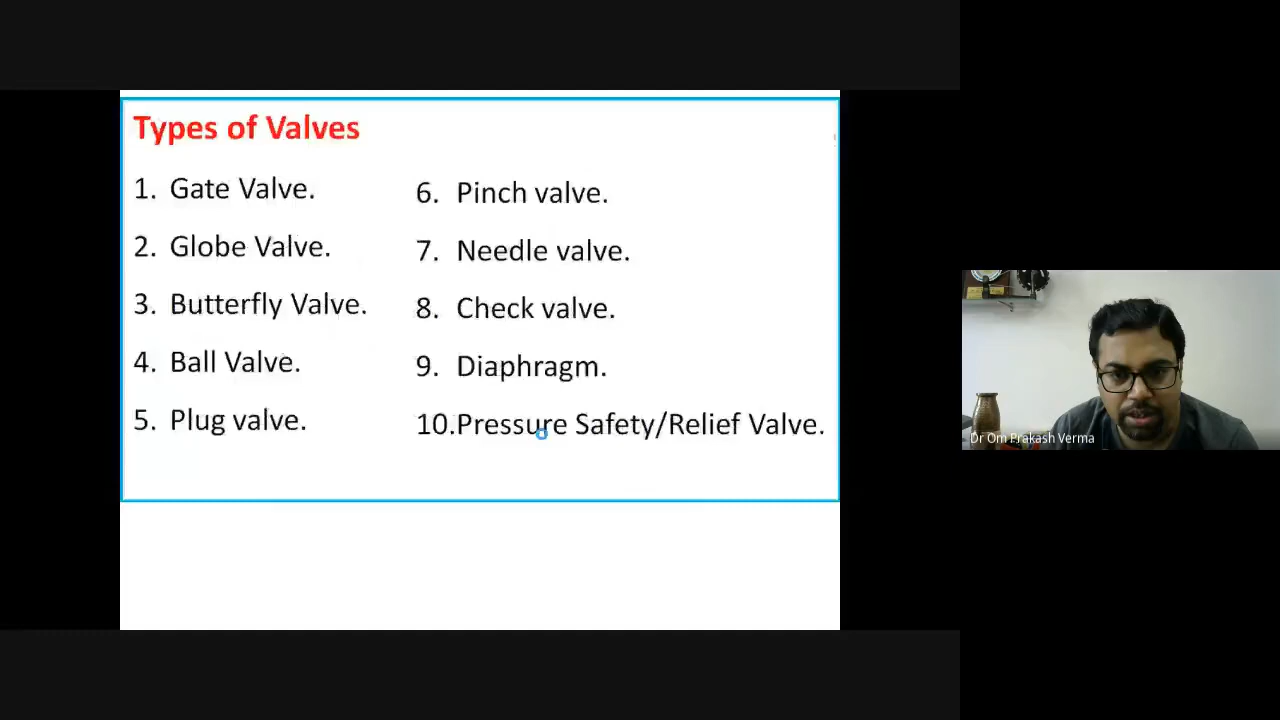 Types of Valves
1. Gate Valve.
2. Globe Valve.
3. Butterfly Valve.
4. Ball Valve.
5. Plug valve.
6. Pinch valve.
7. Needle valve.
8. Check valve.
9. Diaphragm.
10.Pressure Safety/Relief Valve.
Dr Om Prakash Verma